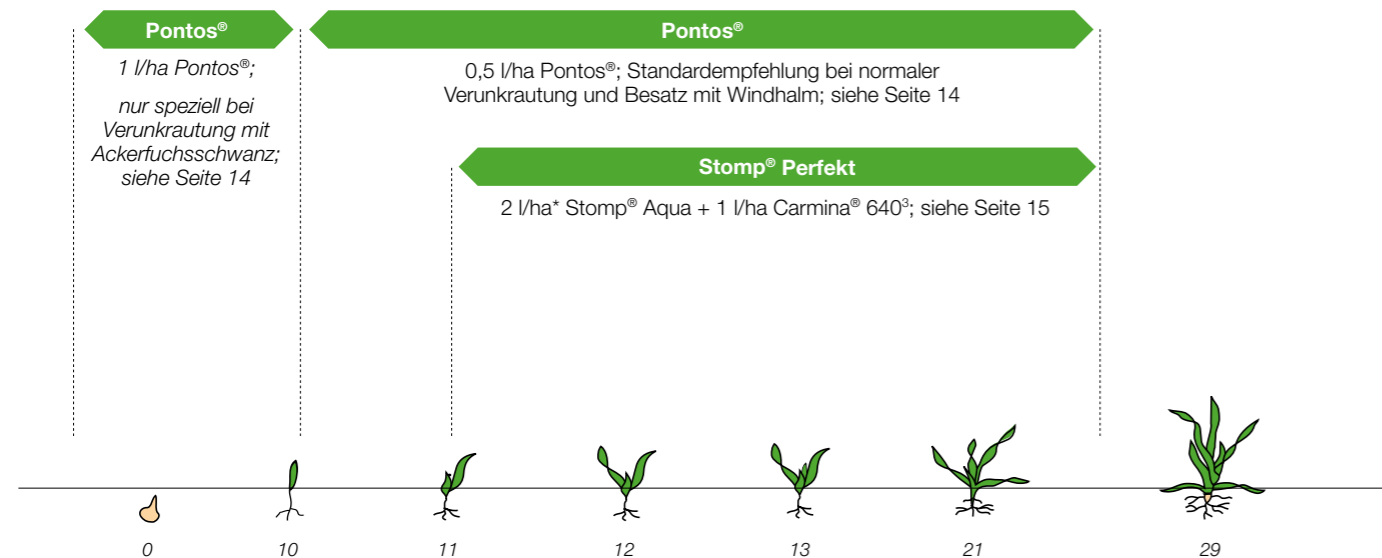 Pontos®
1 l/ha Pontos®;
nur speziell bei
Verunkrautung mit
Ackerfuchsschwanz;
siehe Seite 14
Pontos®
0,5 l/ha Pontos®; Standardempfehlung bei normaler
Verunkrautung und Besatz mit Windhalm; siehe Seite 14
Stomp® Perfekt
2 l/ha* Stomp® Aqua + 1 l/ha Carmina® 640³; siehe Seite 15
0 10 11 12 13 21 29